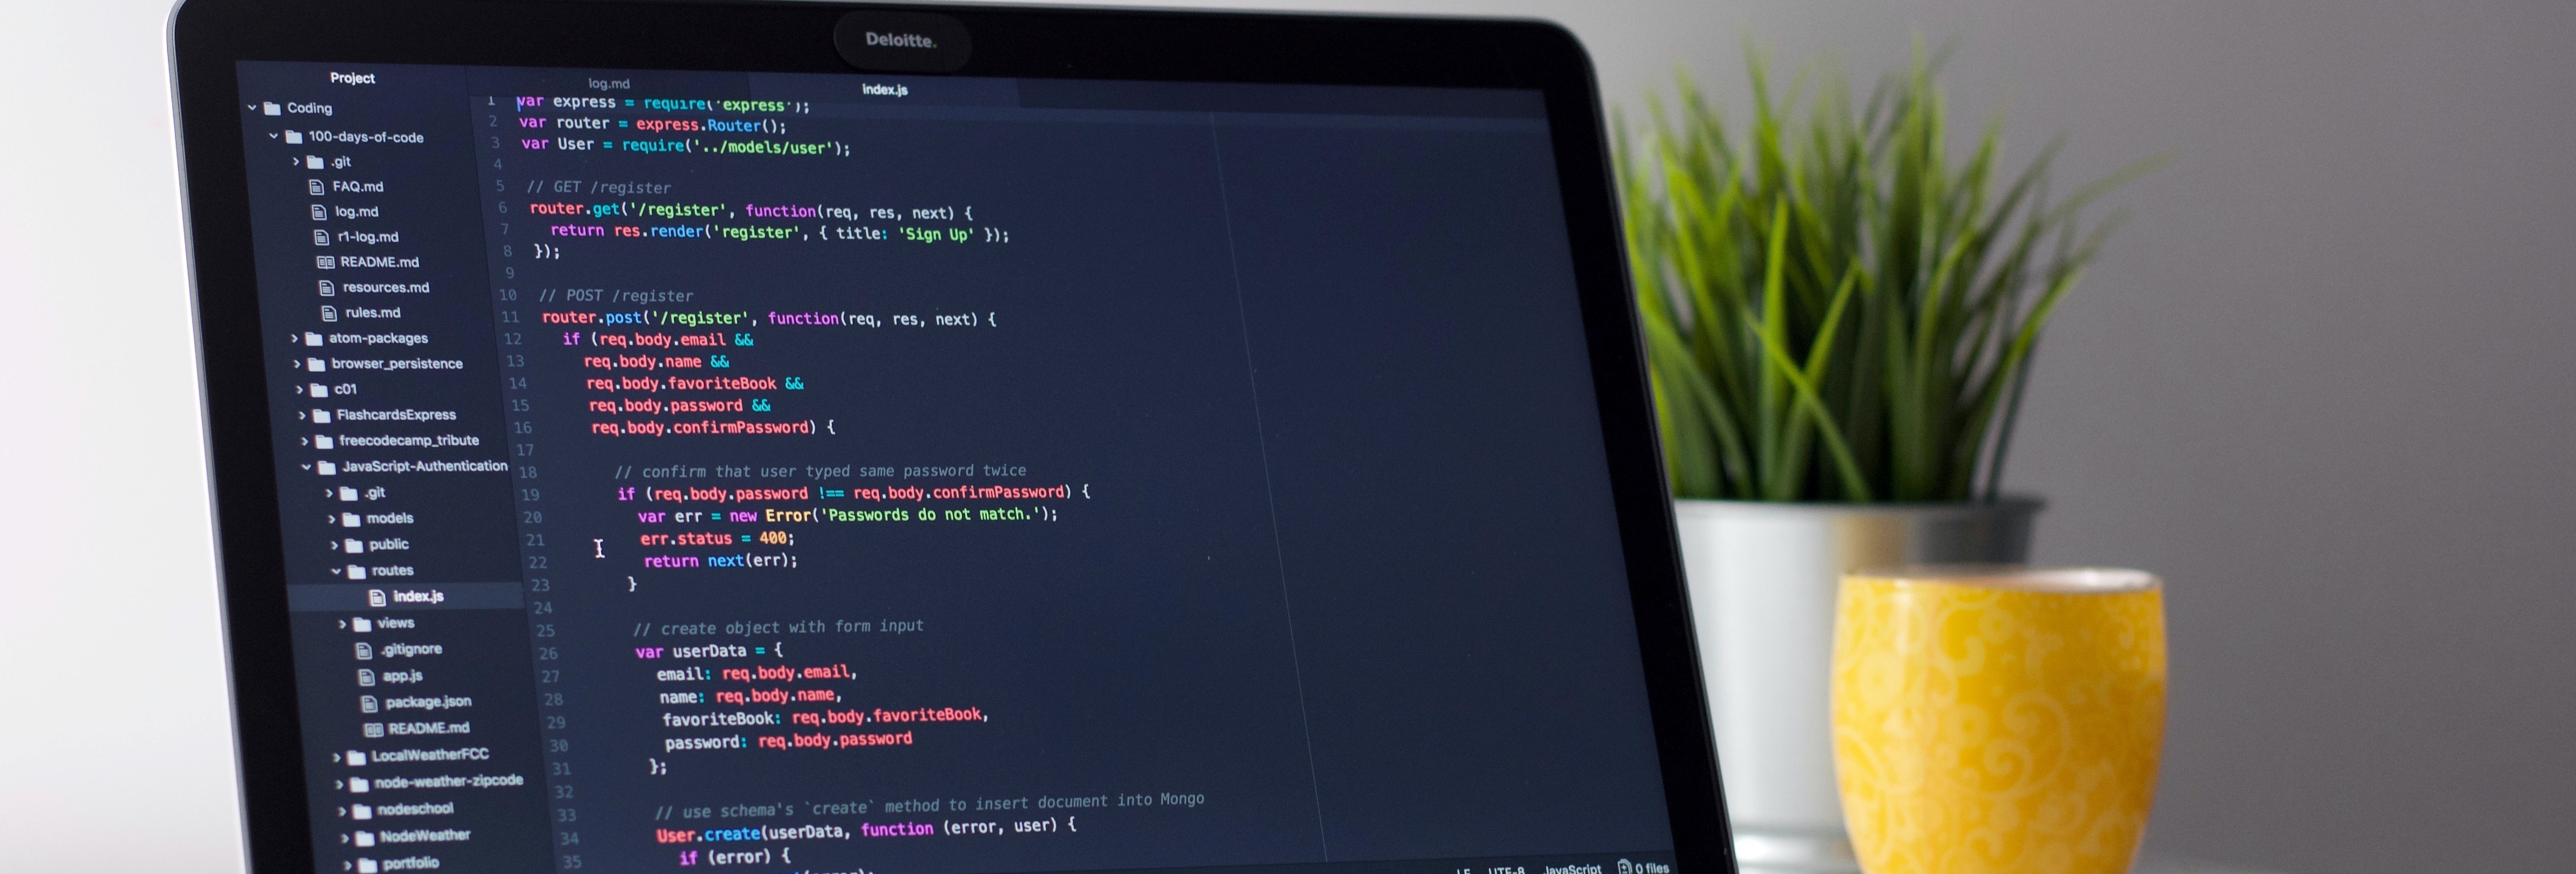 Deloitte.
Project
Coding
100-days-of-code
.git
FAQ.md
log.md
r1-log.md
README.md
resources.md
rules.md
atom-packages
browser_persistence
c01
FlashcardsExpress
freecodecamp_tribute
JavaScript-Authentication
.git
models
public
routes
index.js
views
.gitignore
app.js
package.json
README.md
LocalWeatherFCC
node-weather-zipcode
nodeschool
NodeWeather
portfolio
log.md
index.js
1 var express = require('express');
2 var router = express.Router();
3 var User = require('../models/user');
4
5 // GET /register
6 router.get('/register', function(req, res, next) {
7 return res.render('register', { title: 'Sign Up' });
8 });
9
10 // POST /register
11 router.post('/register', function(req, res, next) {
12 if (req.body.email &&
13 req.body.name &&
14 req.body.favoriteBook &&
15 req.body.password &&
16 req.body.confirmPassword) {
17
18 // confirm that user typed same password twice
19 if (req.body.password !== req.body.confirmPassword) {
20 var err = new Error('Passwords do not match.');
21 err.status = 400;
22 return next(err);
23 }
24
25 // create object with form input
26 var userData = {
27 email: req.body.email,
28 name: req.body.name,
29 favoriteBook: req.body.favoriteBook,
30 password: req.body.password
31 };
32
33 // use schema's `create` method to insert document into Mongo
34 User.create(userData, function (error, user) {
35 if (error) {
LF UTF-8 JavaScript 0 files